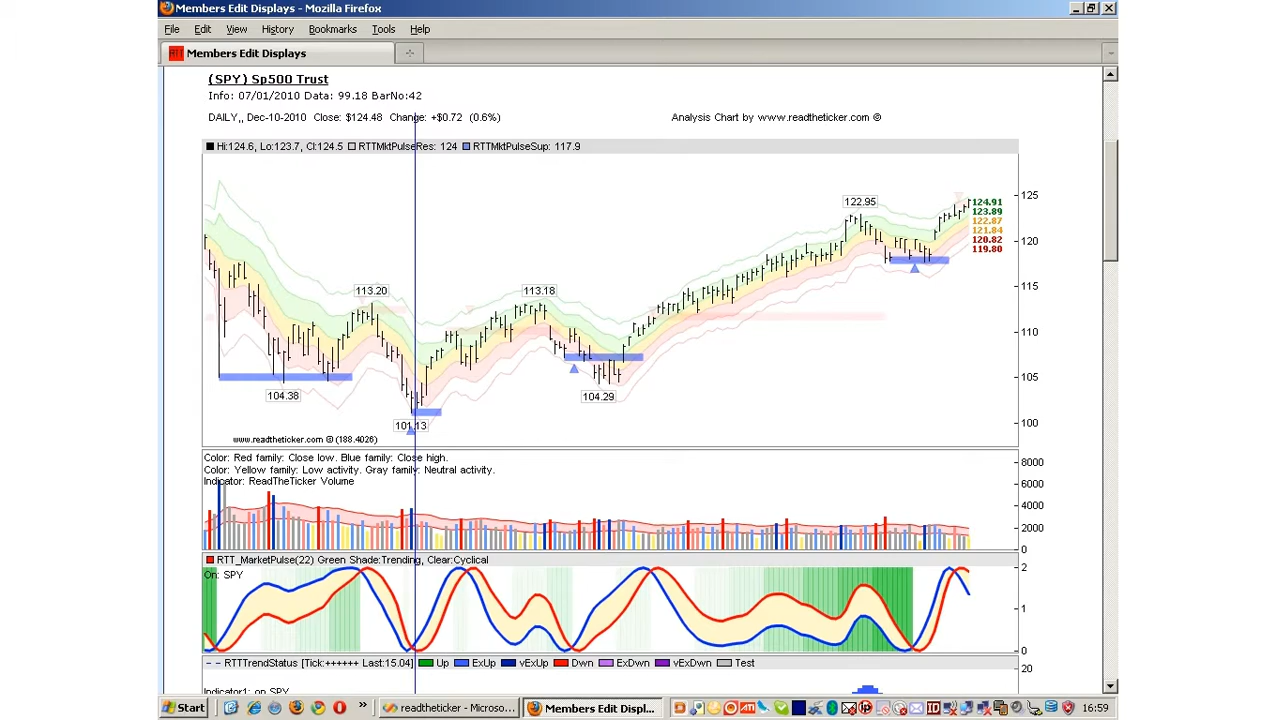 Members Edit Displays - Mozilla Firefox
File Edit View History Bookmarks Tools Help
RTT Members Edit Displays
(SPY) Sp500 Trust
Info: 07/01/2010 Data: 99.18 BarNo:42
DAILY,, Dec-10-2010 Close: $124.48 Change: +$0.72 (0.6%) Analysis Chart by www.readtheticker.com ©
Hi:124.6, Lo:123.7, Cl:124.5 RTTMktPulseRes: 124 RTTMktPulseSup: 117.9
125
122.95
124.91
123.89
122.87
121.84
120.82
119.80
120
115
113.20
113.18
110
105
104.38
104.29
100
101.13
www.readtheticker.com © (188.4026)
Color: Red family: Close low. Blue family: Close high.
Color: Yellow family: Low activity. Gray family: Neutral activity.
Indicator: ReadTheTicker Volume
8000
6000
4000
2000
0
RTT_MarketPulse(22) Green Shade:Trending, Clear:Cyclical
On: SPY
2
1
0
RTTTrendStatus [Tick:++++++ Last:15.04] Up ExUp vExUp Dwn ExDwn vExDwn Test
20
Indicator1: on SPY
Start » readtheticker - Microso... Members Edit Displ... 16:59